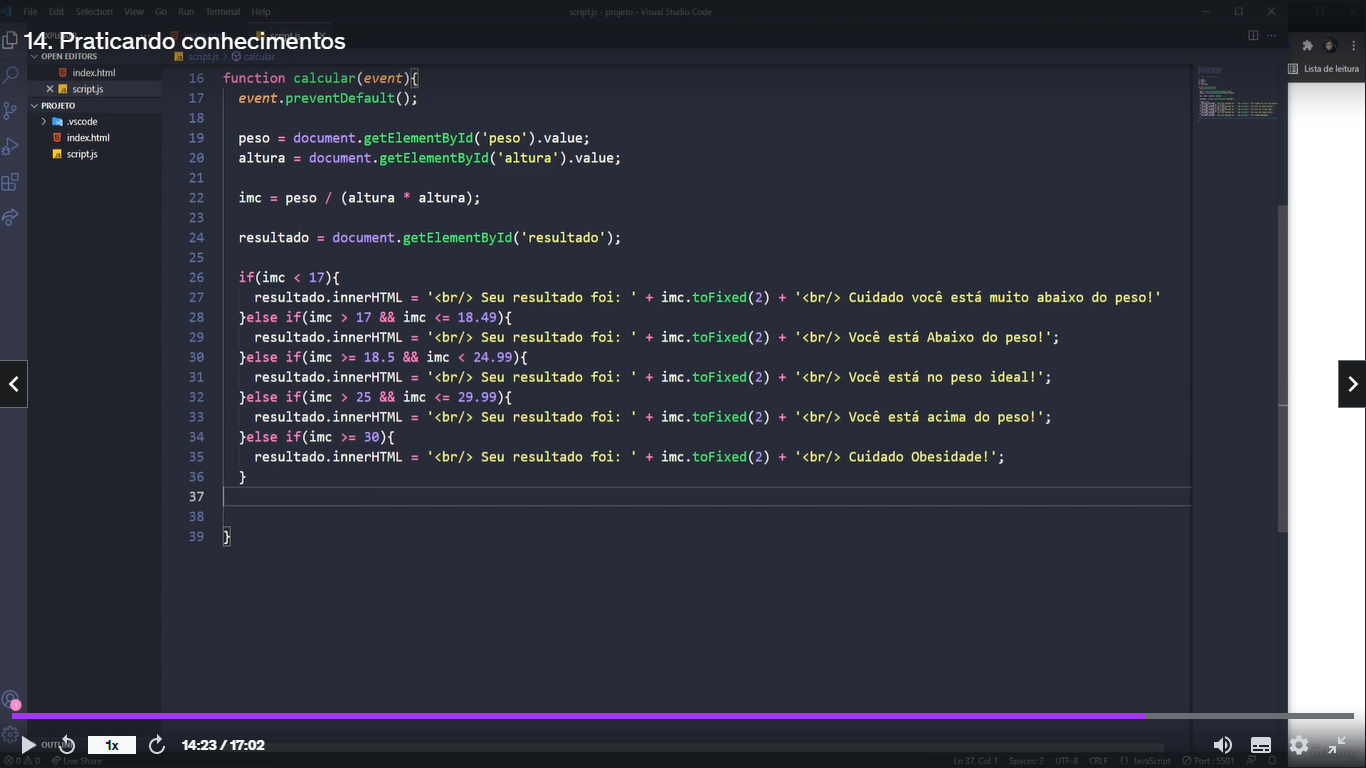 File Edit Selection View Go Run Terminal Help
script.js - projeto - Visual Studio Code
14. Praticando conhecimentos
OPEN EDITORS
index.html
script.js
PROJETO
.vscode
index.html
script.js
script.js > calcular
Lista de leitura
16 function calcular(event){
17 event.preventDefault();
18
19 peso = document.getElementById('peso').value;
20 altura = document.getElementById('altura').value;
21
22 imc = peso / (altura * altura);
23
24 resultado = document.getElementById('resultado');
25
26 if(imc < 17){
27 resultado.innerHTML = '<br/> Seu resultado foi: ' + imc.toFixed(2) + '<br/> Cuidado você está muito abaixo do peso!'
28 }else if(imc > 17 && imc <= 18.49){
29 resultado.innerHTML = '<br/> Seu resultado foi: ' + imc.toFixed(2) + '<br/> Você está Abaixo do peso!';
30 }else if(imc >= 18.5 && imc < 24.99){
31 resultado.innerHTML = '<br/> Seu resultado foi: ' + imc.toFixed(2) + '<br/> Você está no peso ideal!';
32 }else if(imc > 25 && imc <= 29.99){
33 resultado.innerHTML = '<br/> Seu resultado foi: ' + imc.toFixed(2) + '<br/> Você está acima do peso!';
34 }else if(imc >= 30){
35 resultado.innerHTML = '<br/> Seu resultado foi: ' + imc.toFixed(2) + '<br/> Cuidado Obesidade!';
36 }
37
38
39 }
1
OUTLINE
1x
14:23 / 17:02
0 0 Live Share
Ln 37, Col 1 Spaces: 2 UTF-8 CRLF {} JavaScript Port : 5501